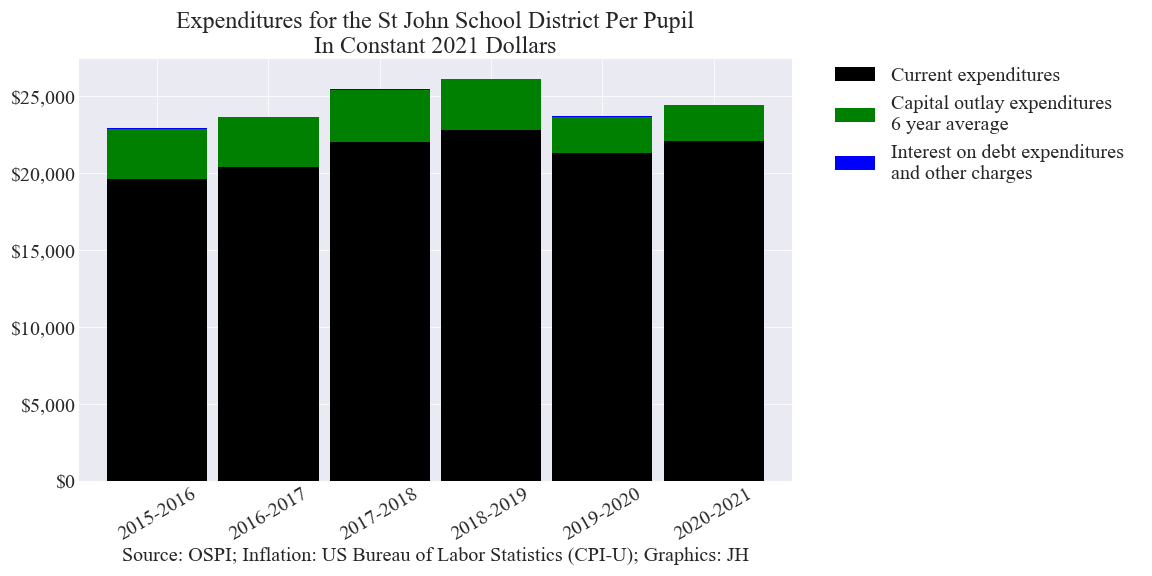 Expenditures for the St John School District Per Pupil
In Constant 2021 Dollars
$25,000
$20,000
$15,000
$10,000
$5,000
$0
2015-2016
2016-2017
2017-2018
2018-2019
2019-2020
2020-2021
Source: OSPI; Inflation: US Bureau of Labor Statistics (CPI-U); Graphics: JH
Current expenditures
Capital outlay expenditures
6 year average
Interest on debt expenditures
and other charges